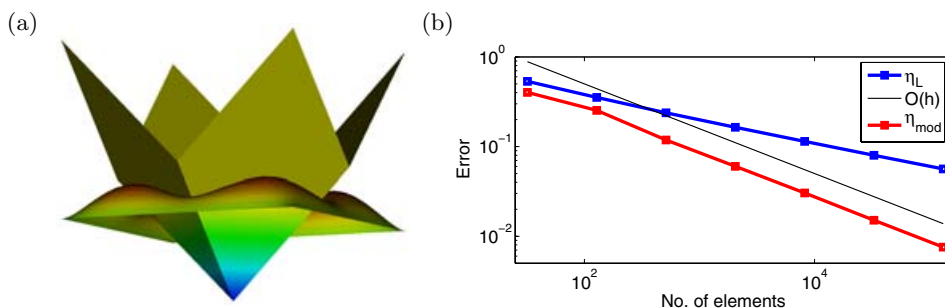 (a)
(b)
10^0
10^-1
10^-2
Error
10^2
10^4
No. of elements
η_L
O(h)
η_mod